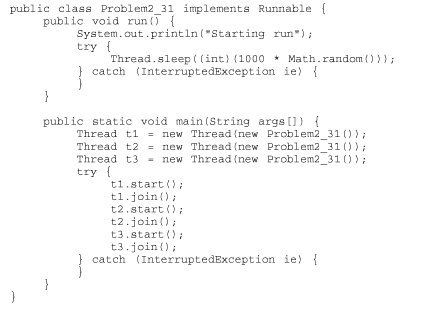 public class Problem2_31 implements Runnable {
public void run() {
System.out.println("Starting run");
try {
Thread.sleep((int)(1000 * Math.random()));
} catch (InterruptedException ie) {
}
}
public static void main(String args[]) {
Thread t1 = new Thread(new Problem2_31());
Thread t2 = new Thread(new Problem2_31());
Thread t3 = new Thread(new Problem2_31());
try {
t1.start();
t1.join();
t2.start();
t2.join();
t3.start();
t3.join();
} catch (InterruptedException ie) {
}
}
}